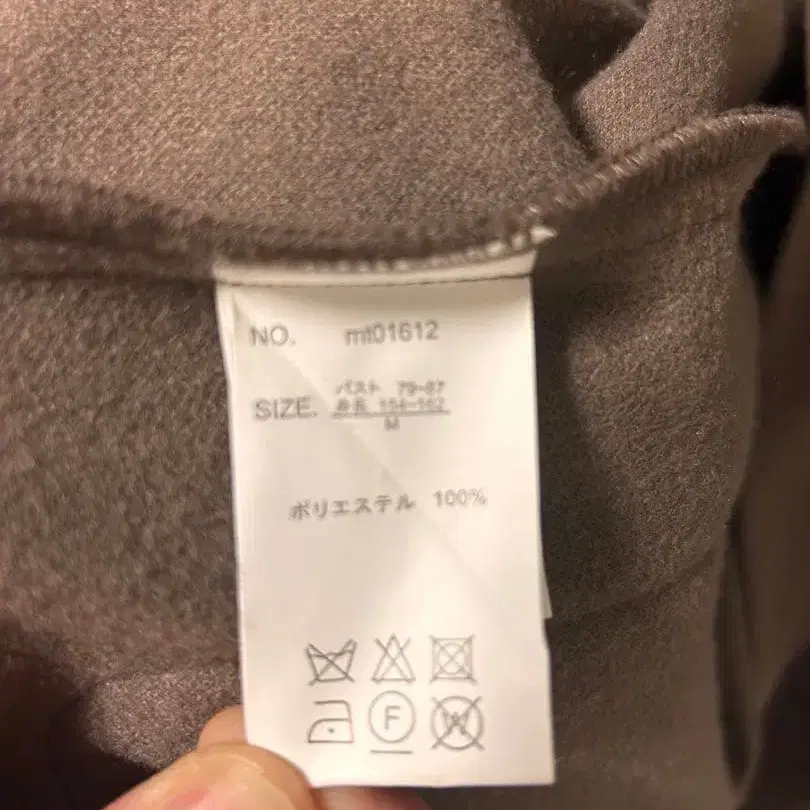 NO. mt01612
バスト 79-87
SIZE. 身長 154-162
M
ポリエステル 100%
F
W